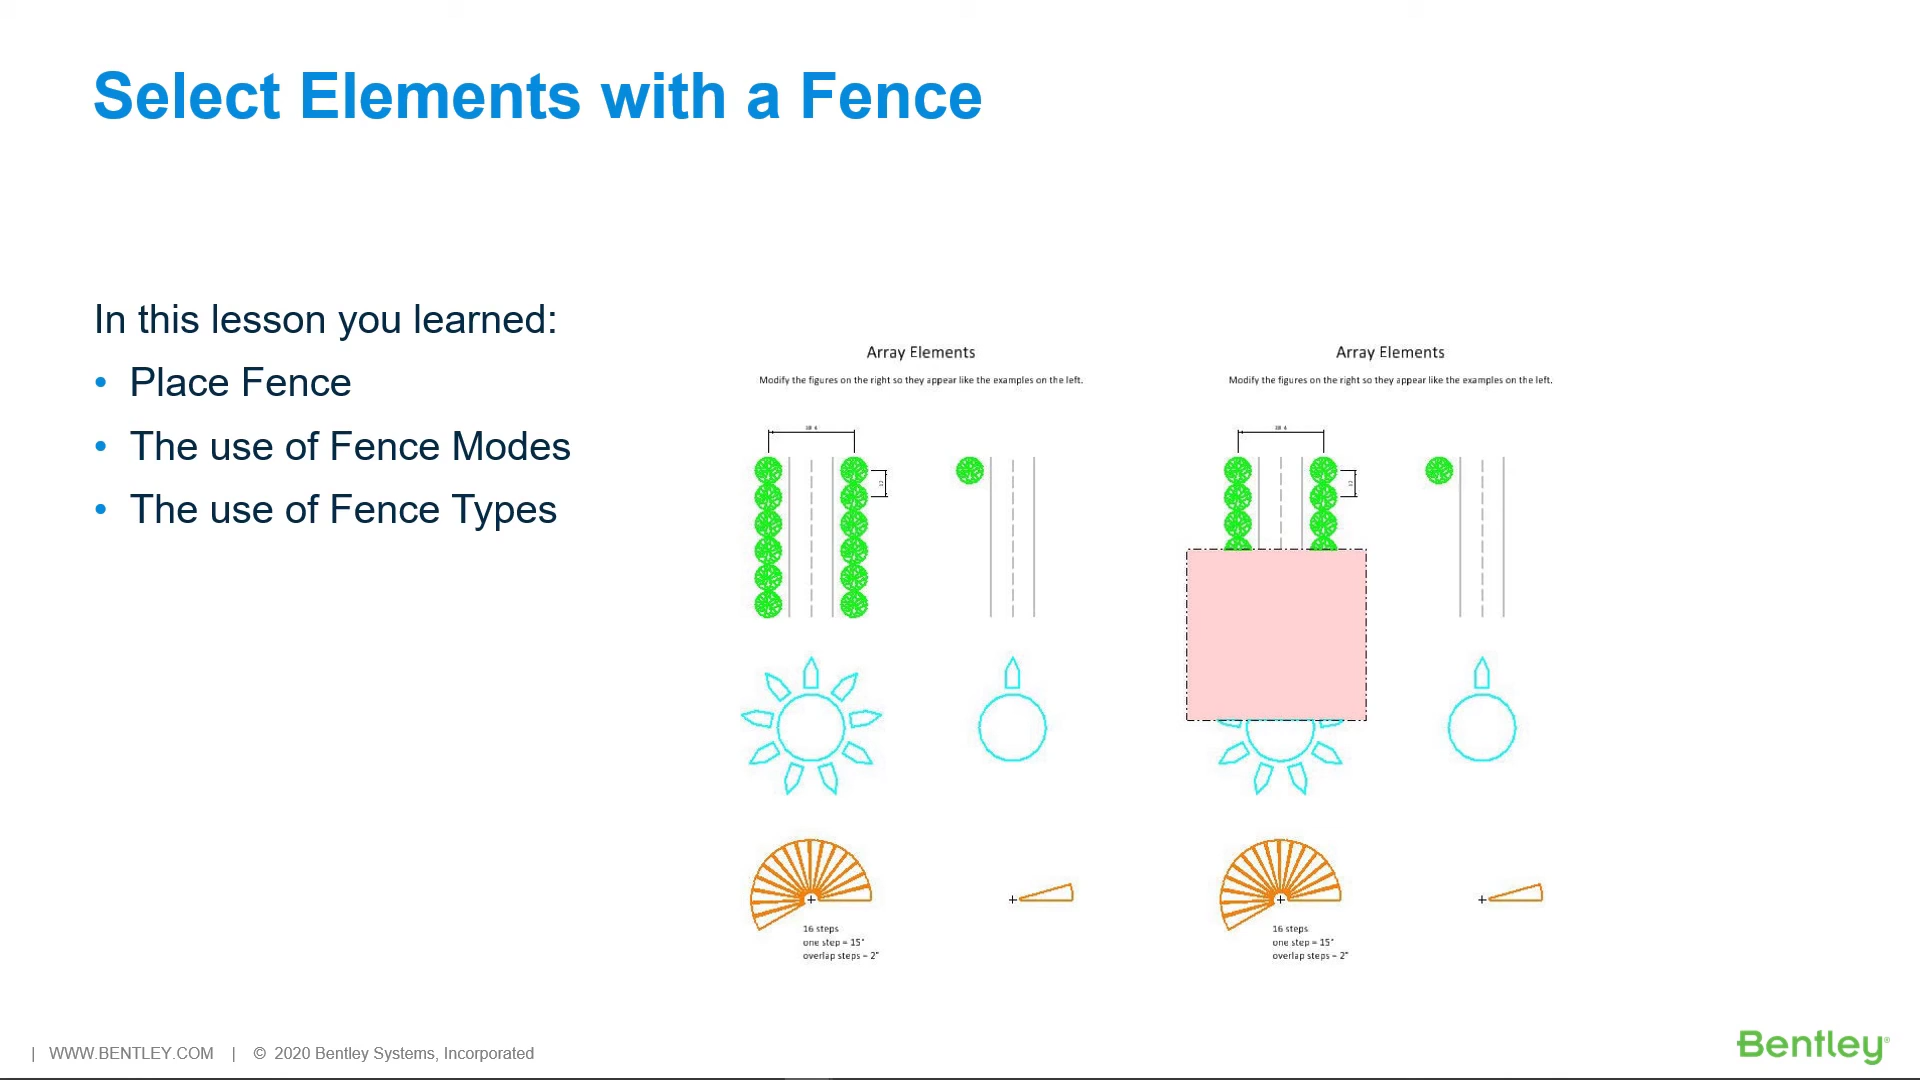 Select Elements with a Fence
In this lesson you learned:
• Place Fence
• The use of Fence Modes
• The use of Fence Types
Array Elements
Modify the figures on the right so they appear like the examples on the left.
16 steps
one step = 15°
overlap steps = 2°
Array Elements
Modify the figures on the right so they appear like the examples on the left.
16 steps
one step = 15°
overlap steps = 2°
| WWW.BENTLEY.COM | © 2020 Bentley Systems, Incorporated
Bentley®